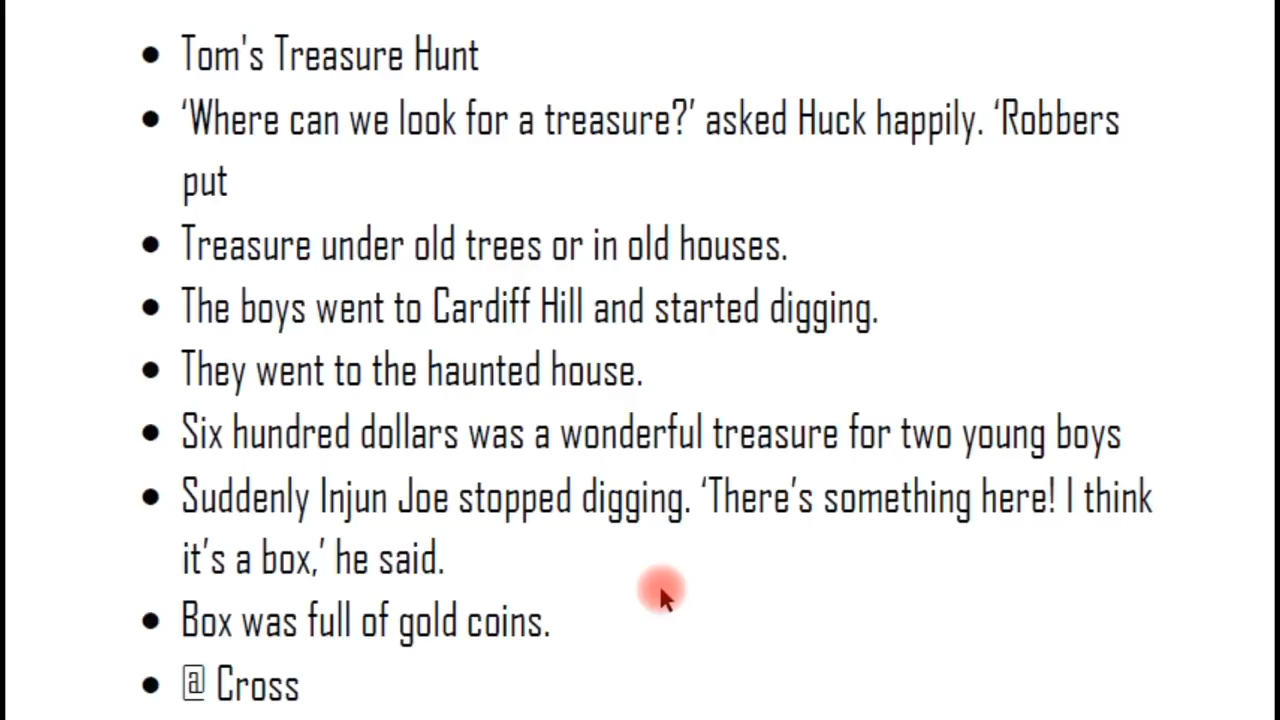 • Tom's Treasure Hunt
• ‘Where can we look for a treasure?’ asked Huck happily. ‘Robbers
put
• Treasure under old trees or in old houses.
• The boys went to Cardiff Hill and started digging.
• They went to the haunted house.
• Six hundred dollars was a wonderful treasure for two young boys
• Suddenly Injun Joe stopped digging. ‘There’s something here! I think
it’s a box,’ he said.
• Box was full of gold coins.
• @ Cross